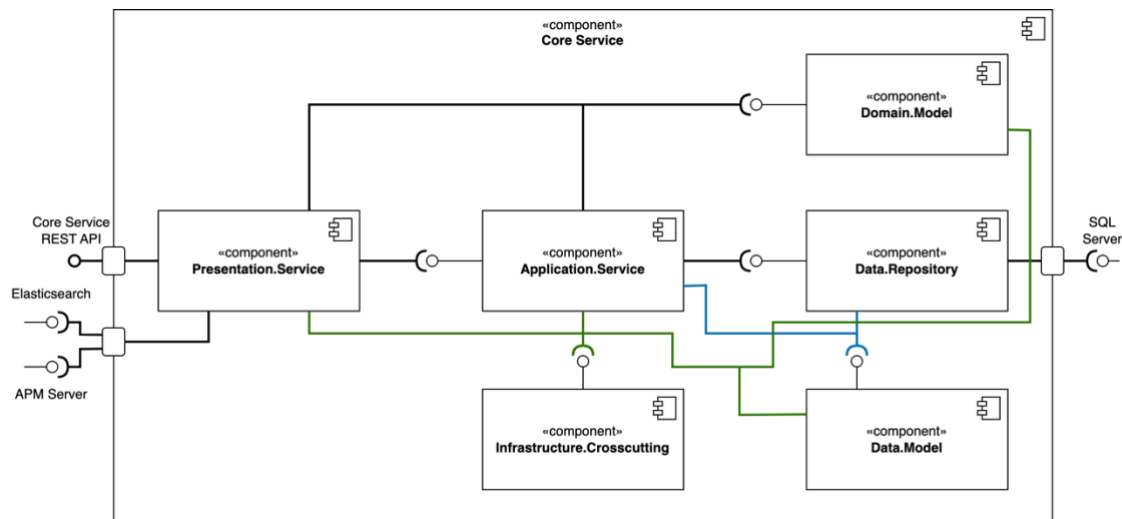 «component»
Core Service
«component»
Domain.Model
Core Service
REST API
«component»
Presentation.Service
«component»
Application.Service
«component»
Data.Repository
SQL
Server
Elasticsearch
APM Server
«component»
Infrastructure.Crosscutting
«component»
Data.Model